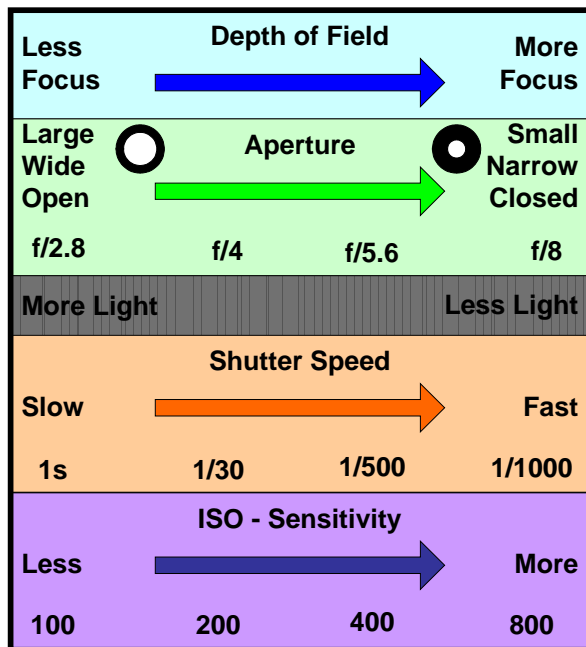 Less Focus
Depth of Field
More Focus
Large Wide Open
Aperture
Small Narrow Closed
f/2.8 f/4 f/5.6 f/8
More Light Less Light
Shutter Speed
Slow Fast
1s 1/30 1/500 1/1000
ISO - Sensitivity
Less More
100 200 400 800